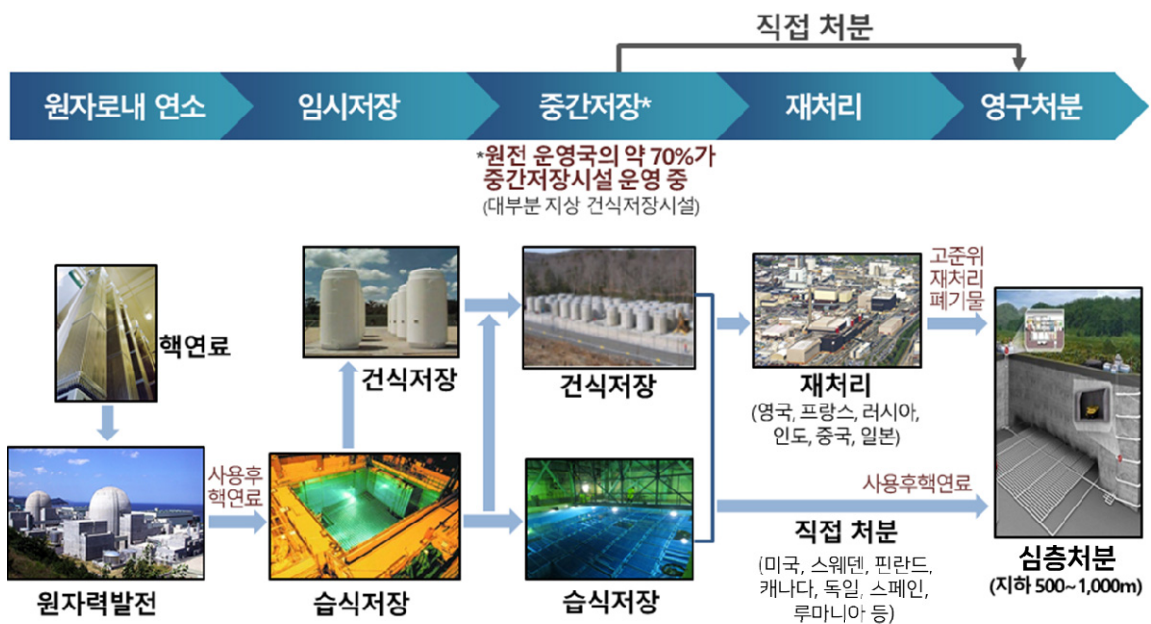 직접 처분
원자로내 연소
임시저장
중간저장*
재처리
영구처분
*원전 운영국의 약 70%가
중간저장시설 운영 중
(대부분 지상 건식저장시설)
핵연료
원자력발전
사용후
핵연료
건식저장
습식저장
건식저장
습식저장
재처리
(영국, 프랑스, 러시아,
인도, 중국, 일본)
고준위
재처리
폐기물
사용후핵연료
직접 처분
(미국, 스웨덴, 핀란드,
캐나다, 독일, 스페인,
루마니아 등)
심층처분
(지하 500~1,000m)